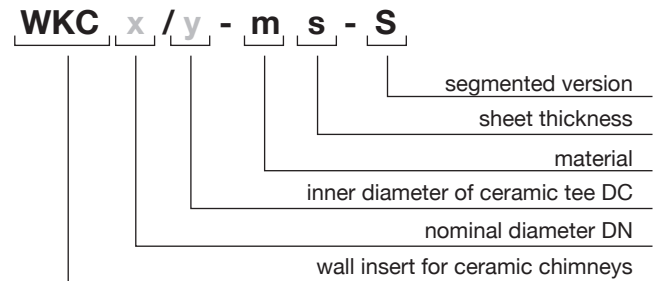 WKC x / y - m s - S
segmented version
sheet thickness
material
inner diameter of ceramic tee DC
nominal diameter DN
wall insert for ceramic chimneys